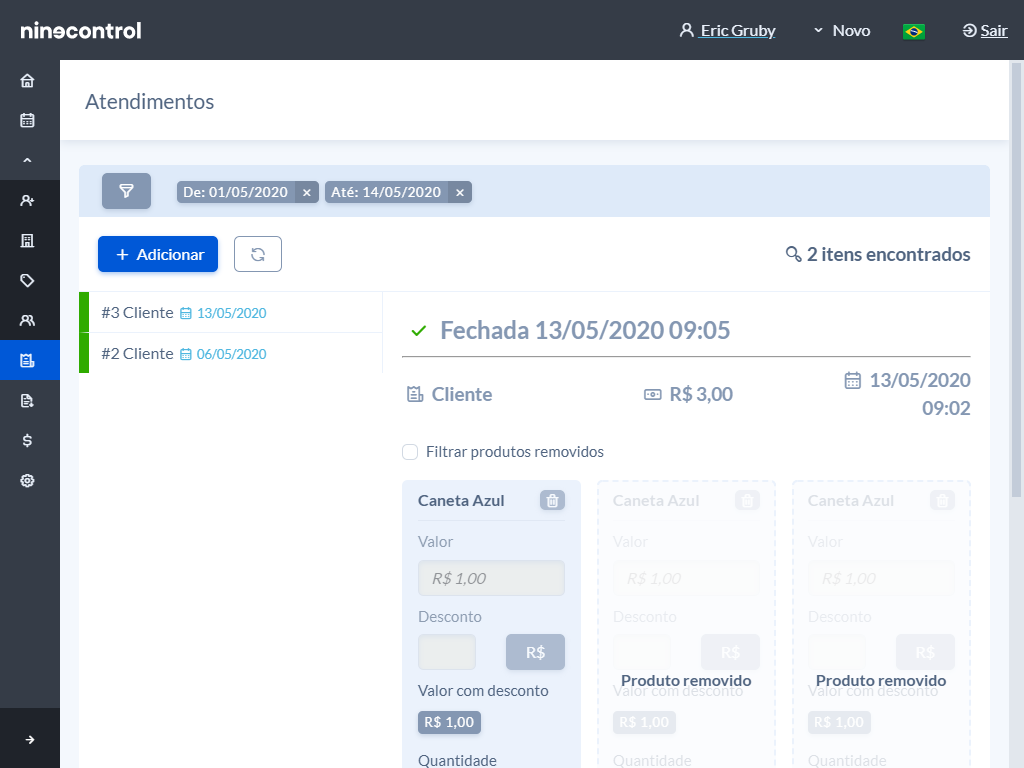 ninecontrol
Eric Gruby
Novo
Sair
Atendimentos
De: 01/05/2020 ×
Até: 14/05/2020 ×
+ Adicionar
2 itens encontrados
#3 Cliente 13/05/2020
#2 Cliente 06/05/2020
Fechada 13/05/2020 09:05
Cliente
R$ 3,00
13/05/2020
09:02
Filtrar produtos removidos
Caneta Azul
Valor
R$ 1,00
Desconto
R$
Valor com desconto
R$ 1,00
Quantidade
Caneta Azul
Valor
R$ 1,00
Desconto
R$
Produto removido
Valor com desconto
R$ 1,00
Quantidade
Caneta Azul
Valor
R$ 1,00
Desconto
R$
Produto removido
Valor com desconto
R$ 1,00
Quantidade